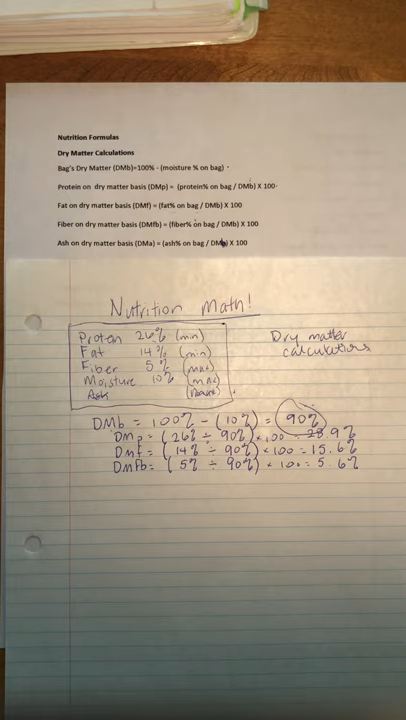 Nutrition Formulas
Dry Matter Calculations
Bag's Dry Matter (DMb)=100% - (moisture % on bag)
Protein on dry matter basis (DMp) = (protein% on bag / DMb) X 100
Fat on dry matter basis (DMf) = (fat% on bag / DMb) X 100
Fiber on dry matter basis (DMfb) = (fiber% on bag / DMb) X 100
Ash on dry matter basis (DMa) = (ash% on bag / DMb) X 100
Nutrition Math!
Protein 26% (min)
Fat 14% (min)
Fiber 5% (max)
Moisture 10% (max)
Ash
Dry matter
calculations
DMb = 100% - (10%) = 90%
DMp = (26% ÷ 90%) × 100 = 28.9%
DMf = (14% ÷ 90%) × 100 = 15.6%
DMFb = (5% ÷ 90%) × 100 = 5.6%